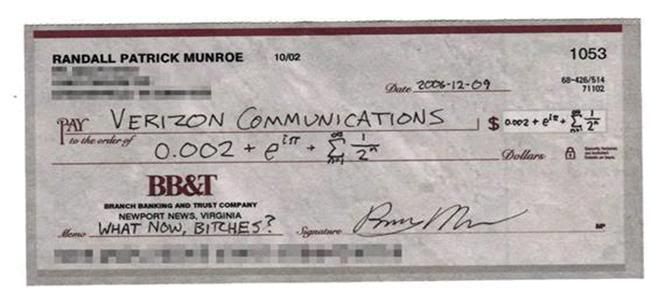 RANDALL PATRICK MUNROE 10/02 1053
68-426/514
71102
Date 2006-12-09
PAY to the order of VERIZON COMMUNICATIONS $ 0.002 + e^{iπ} + ∑_{n=1}^{∞} 1/2^n
0.002 + e^{iπ} + ∑_{n=1}^{∞} 1/2^n Dollars
BB&T
BRANCH BANKING AND TRUST COMPANY
NEWPORT NEWS, VIRGINIA
Memo WHAT NOW, BITCHES? Signature